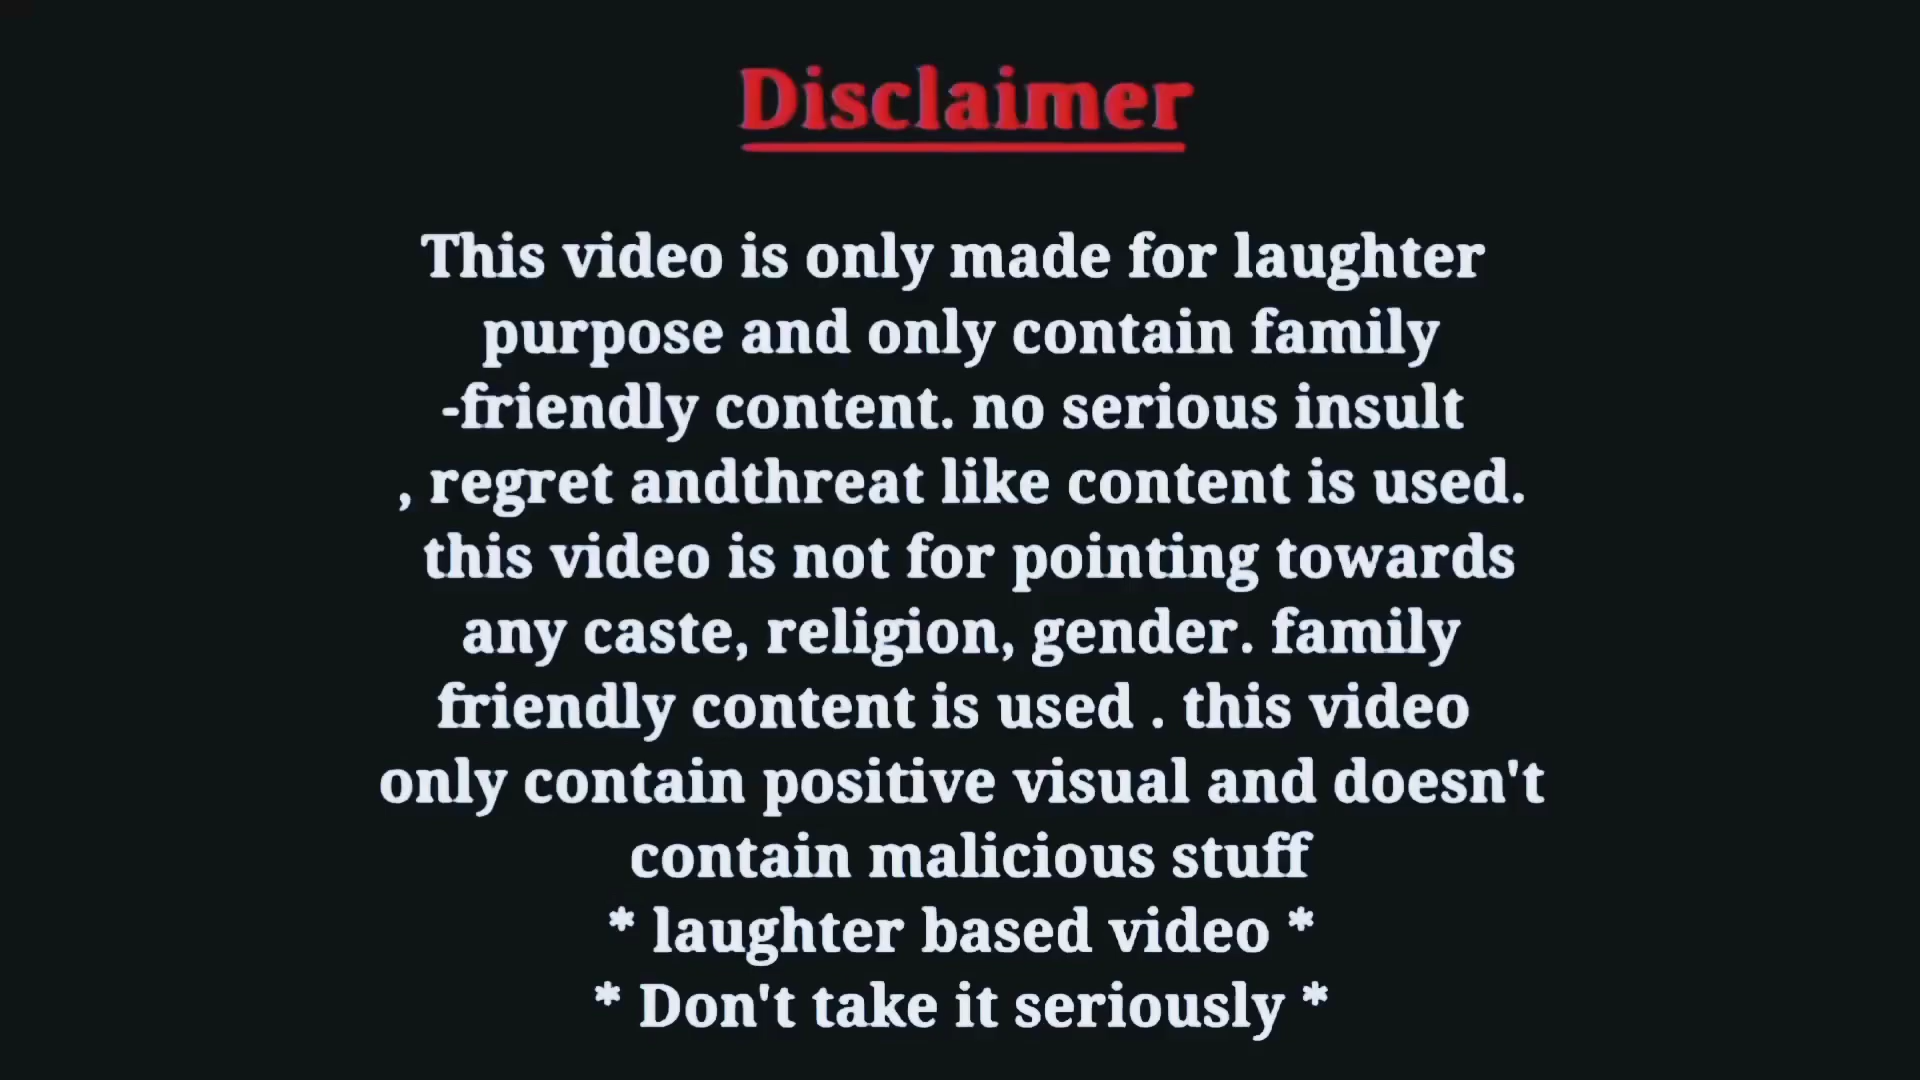 Disclaimer
This video is only made for laughter
purpose and only contain family
-friendly content. no serious insult
, regret andthreat like content is used.
this video is not for pointing towards
any caste, religion, gender. family
friendly content is used . this video
only contain positive visual and doesn't
contain malicious stuff
* laughter based video *
* Don't take it seriously *